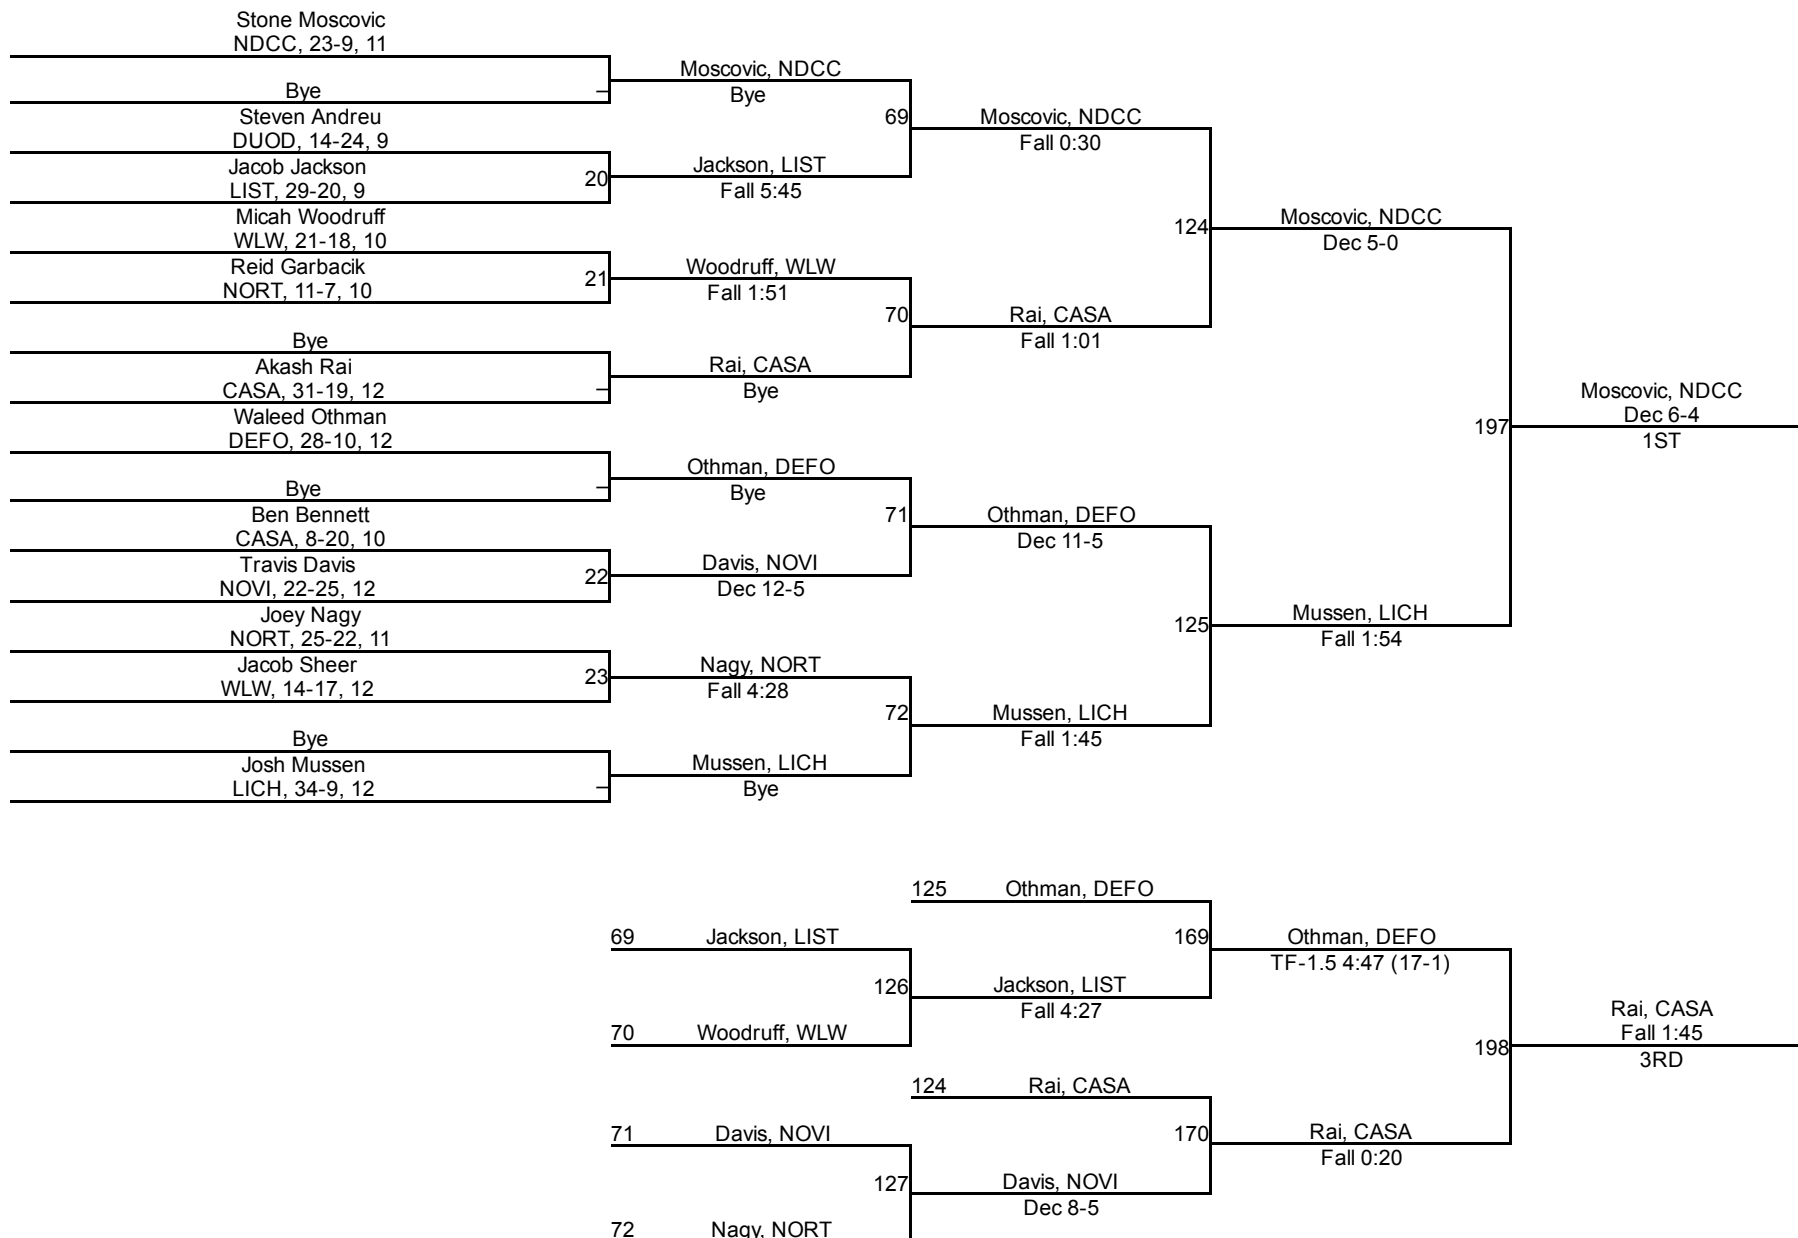 Stone Moscovic
NDCC, 23-9, 11
Bye
Steven Andreu
DUOD, 14-24, 9
Jacob Jackson
LIST, 29-20, 9
Micah Woodruff
WLW, 21-18, 10
Reid Garbacik
NORT, 11-7, 10
Bye
Akash Rai
CASA, 31-19, 12
Waleed Othman
DEFO, 28-10, 12
Bye
Ben Bennett
CASA, 8-20, 10
Travis Davis
NOVI, 22-25, 12
Joey Nagy
NORT, 25-22, 11
Jacob Sheer
WLW, 14-17, 12
Bye
Josh Mussen
LICH, 34-9, 12
20
21
22
23
Moscovic, NDCC
Bye
Jackson, LIST
Fall 5:45
Woodruff, WLW
Fall 1:51
Rai, CASA
Bye
Othman, DEFO
Bye
Davis, NOVI
Dec 12-5
Nagy, NORT
Fall 4:28
Mussen, LICH
Bye
69
70
71
72
Moscovic, NDCC
Fall 0:30
Rai, CASA
Fall 1:01
Othman, DEFO
Dec 11-5
Mussen, LICH
Fall 1:45
124
125
Moscovic, NDCC
Dec 5-0
Mussen, LICH
Fall 1:54
197
Moscovic, NDCC
Dec 6-4
1ST
69 Jackson, LIST
70 Woodruff, WLW
71 Davis, NOVI
72 Nagy, NORT
126
127
125 Othman, DEFO
Jackson, LIST
Fall 4:27
124 Rai, CASA
Davis, NOVI
Dec 8-5
169
170
Othman, DEFO
TF-1.5 4:47 (17-1)
Rai, CASA
Fall 0:20
198
Rai, CASA
Fall 1:45
3RD